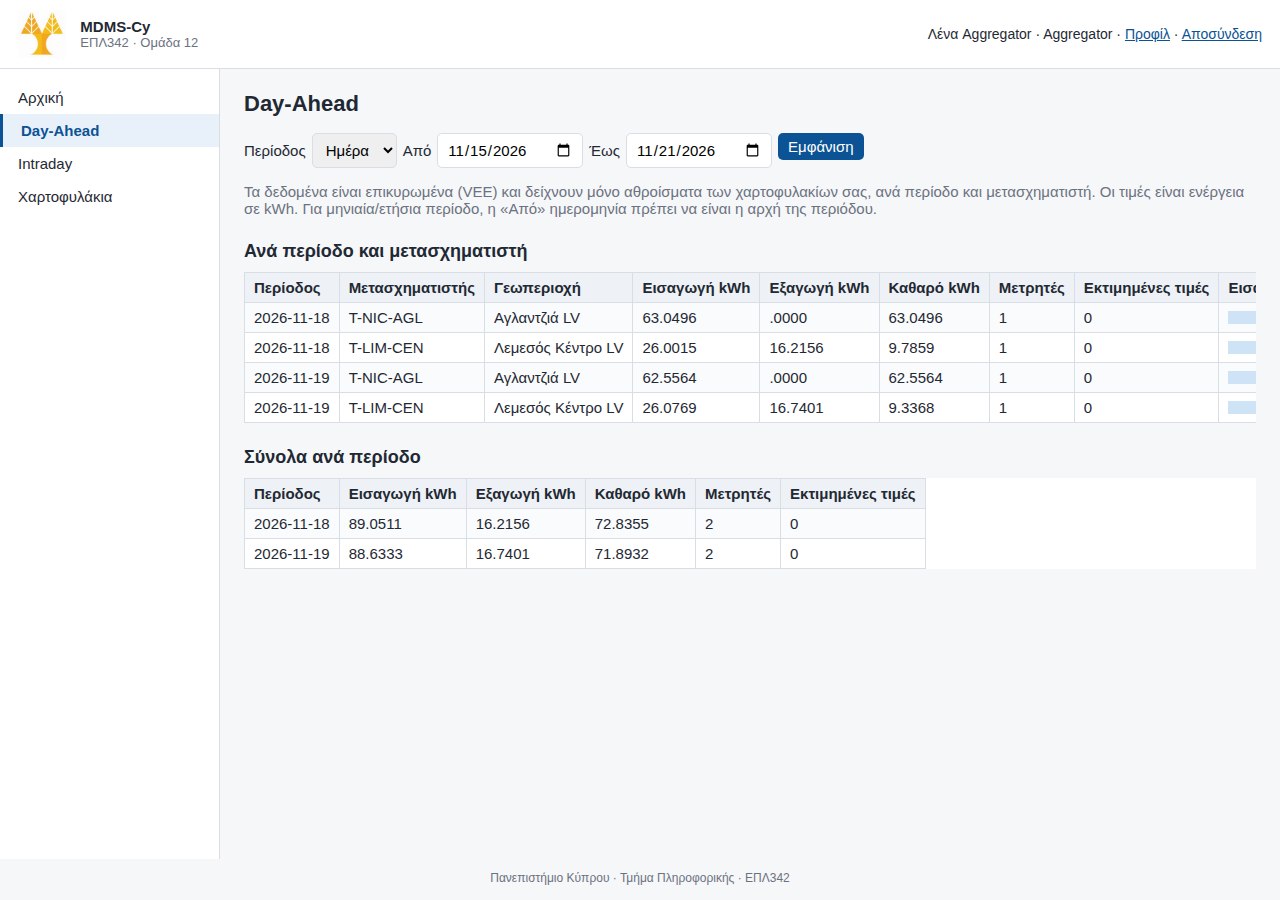 MDMS-Cy
ΕΠΛ342 · Ομάδα 12
Λένα Aggregator · Aggregator · Προφίλ · Αποσύνδεση
Αρχική
Day-Ahead
Intraday
Χαρτοφυλάκια
Day-Ahead
Περίοδος Ημέρα Από 11/15/2026 Έως 11/21/2026 Εμφάνιση
Τα δεδομένα είναι επικυρωμένα (VEE) και δείχνουν μόνο αθροίσματα των χαρτοφυλακίων σας, ανά περίοδο και μετασχηματιστή. Οι τιμές είναι ενέργεια
σε kWh. Για μηνιαία/ετήσια περίοδο, η «Από» ημερομηνία πρέπει να είναι η αρχή της περιόδου.
Ανά περίοδο και μετασχηματιστή
Περίοδος Μετασχηματιστής Γεωπεριοχή Εισαγωγή kWh Εξαγωγή kWh Καθαρό kWh Μετρητές Εκτιμημένες τιμές
2026-11-18 T-NIC-AGL Αγλαντζιά LV 63.0496 .0000 63.0496 1 0
2026-11-18 T-LIM-CEN Λεμεσός Κέντρο LV 26.0015 16.2156 9.7859 1 0
2026-11-19 T-NIC-AGL Αγλαντζιά LV 62.5564 .0000 62.5564 1 0
2026-11-19 T-LIM-CEN Λεμεσός Κέντρο LV 26.0769 16.7401 9.3368 1 0
Σύνολα ανά περίοδο
Περίοδος Εισαγωγή kWh Εξαγωγή kWh Καθαρό kWh Μετρητές Εκτιμημένες τιμές
2026-11-18 89.0511 16.2156 72.8355 2 0
2026-11-19 88.6333 16.7401 71.8932 2 0
Πανεπιστήμιο Κύπρου · Τμήμα Πληροφορικής · ΕΠΛ342